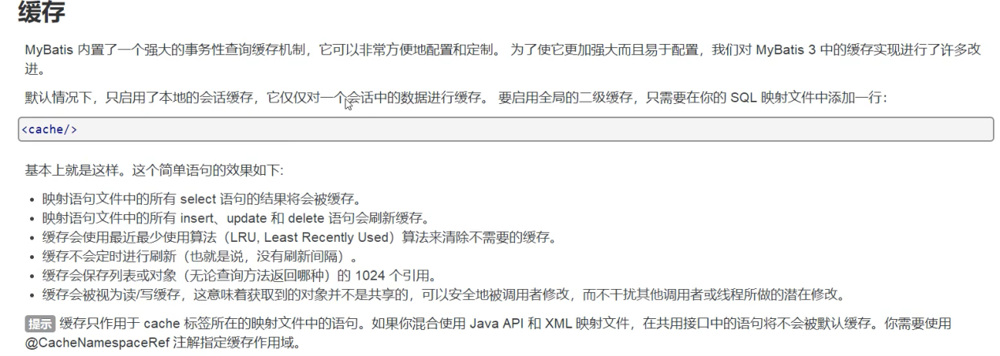 缓存
MyBatis 内置了一个强大的事务性查询缓存机制，它可以非常方便地配置和定制。 为了使它更加强大而且易于配置，我们对 MyBatis 3 中的缓存实现进行了许多改
进。
默认情况下，只启用了本地的会话缓存，它仅仅对一个会话中的数据进行缓存。 要启用全局的二级缓存，只需要在你的 SQL 映射文件中添加一行：
<cache/>
基本上就是这样。这个简单语句的效果如下:
• 映射语句文件中的所有 select 语句的结果将会被缓存。
• 映射语句文件中的所有 insert、update 和 delete 语句会刷新缓存。
• 缓存会使用最近最少使用算法（LRU, Least Recently Used）算法来清除不需要的缓存。
• 缓存不会定时进行刷新（也就是说，没有刷新间隔）。
• 缓存会保存列表或对象（无论查询方法返回哪种）的 1024 个引用。
• 缓存会被视为读/写缓存，这意味着获取到的对象并不是共享的，可以安全地被调用者修改，而不干扰其他调用者或线程所做的潜在修改。
提示 缓存只作用于 cache 标签所在的映射文件中的语句。如果你混合使用 Java API 和 XML 映射文件，在共用接口中的语句将不会被默认缓存。你需要使用
@CacheNamespaceRef 注解指定缓存作用域。